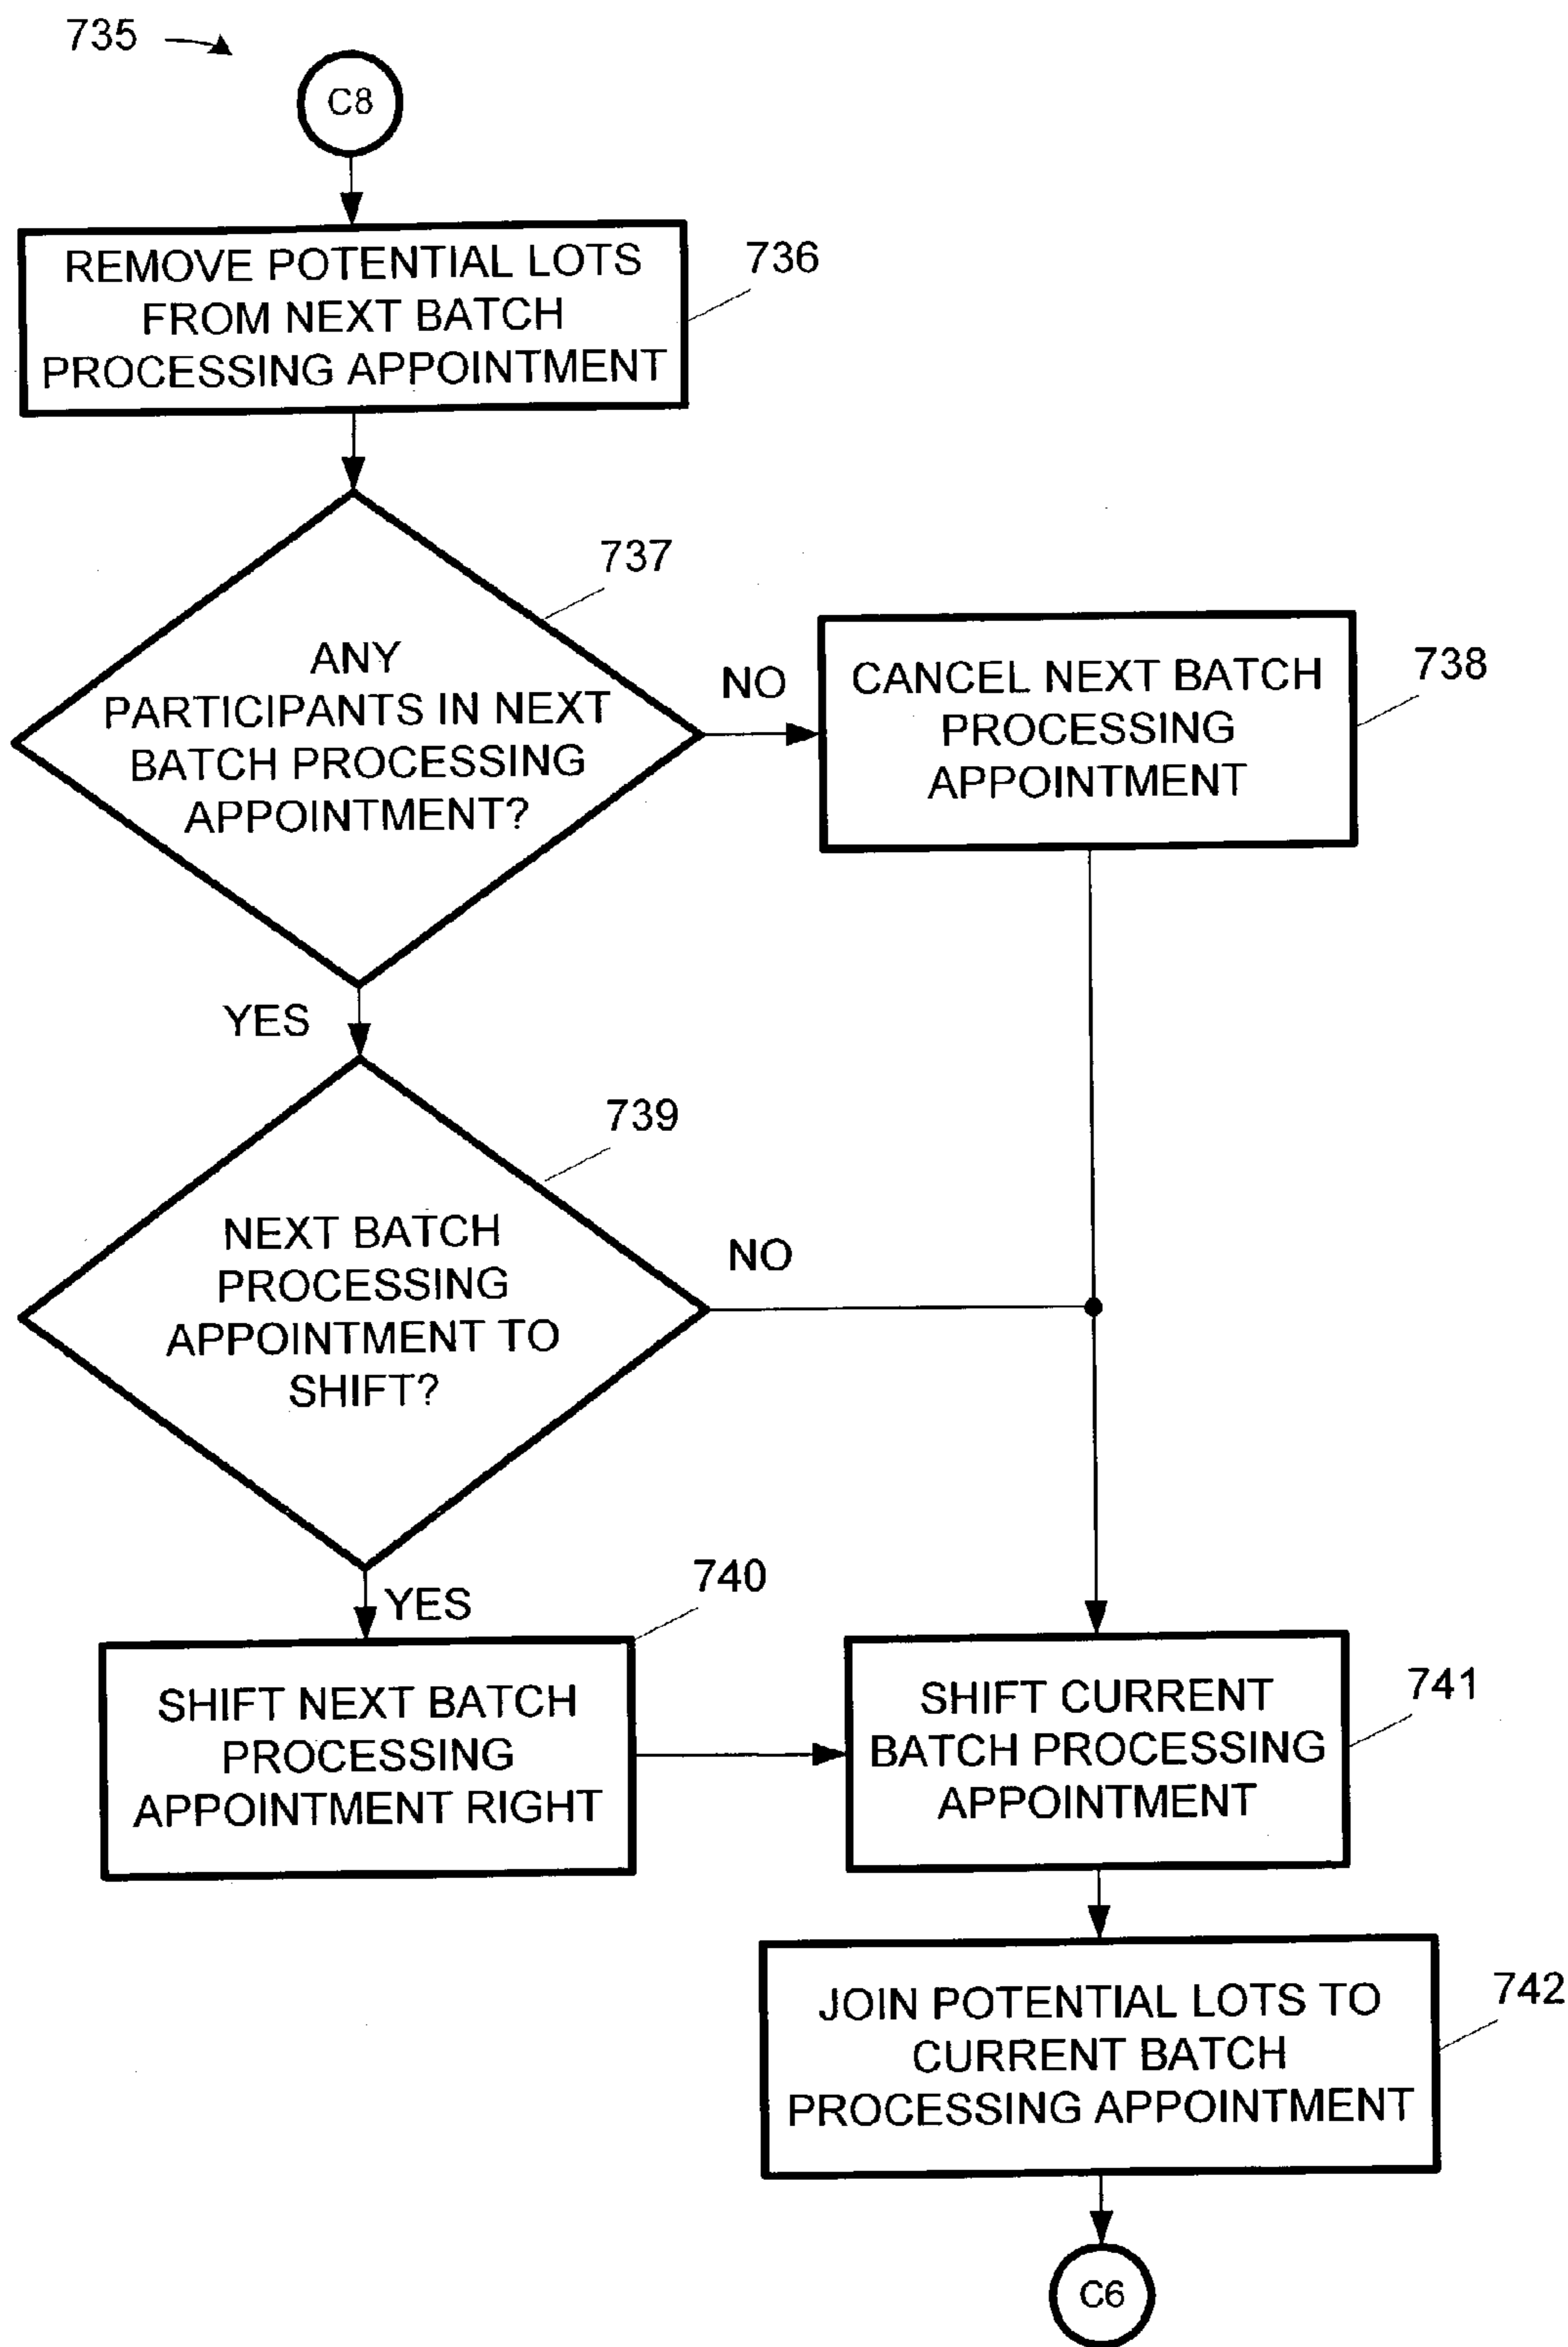 735
C8
REMOVE POTENTIAL LOTS
FROM NEXT BATCH
PROCESSING APPOINTMENT
736
737
ANY
PARTICIPANTS IN NEXT
BATCH PROCESSING
APPOINTMENT?
NO
CANCEL NEXT BATCH
PROCESSING
APPOINTMENT
738
YES
739
NEXT BATCH
PROCESSING
APPOINTMENT TO
SHIFT?
NO
YES
740
SHIFT NEXT BATCH
PROCESSING
APPOINTMENT RIGHT
SHIFT CURRENT
BATCH PROCESSING
APPOINTMENT
741
JOIN POTENTIAL LOTS TO
CURRENT BATCH
PROCESSING APPOINTMENT
742
C6